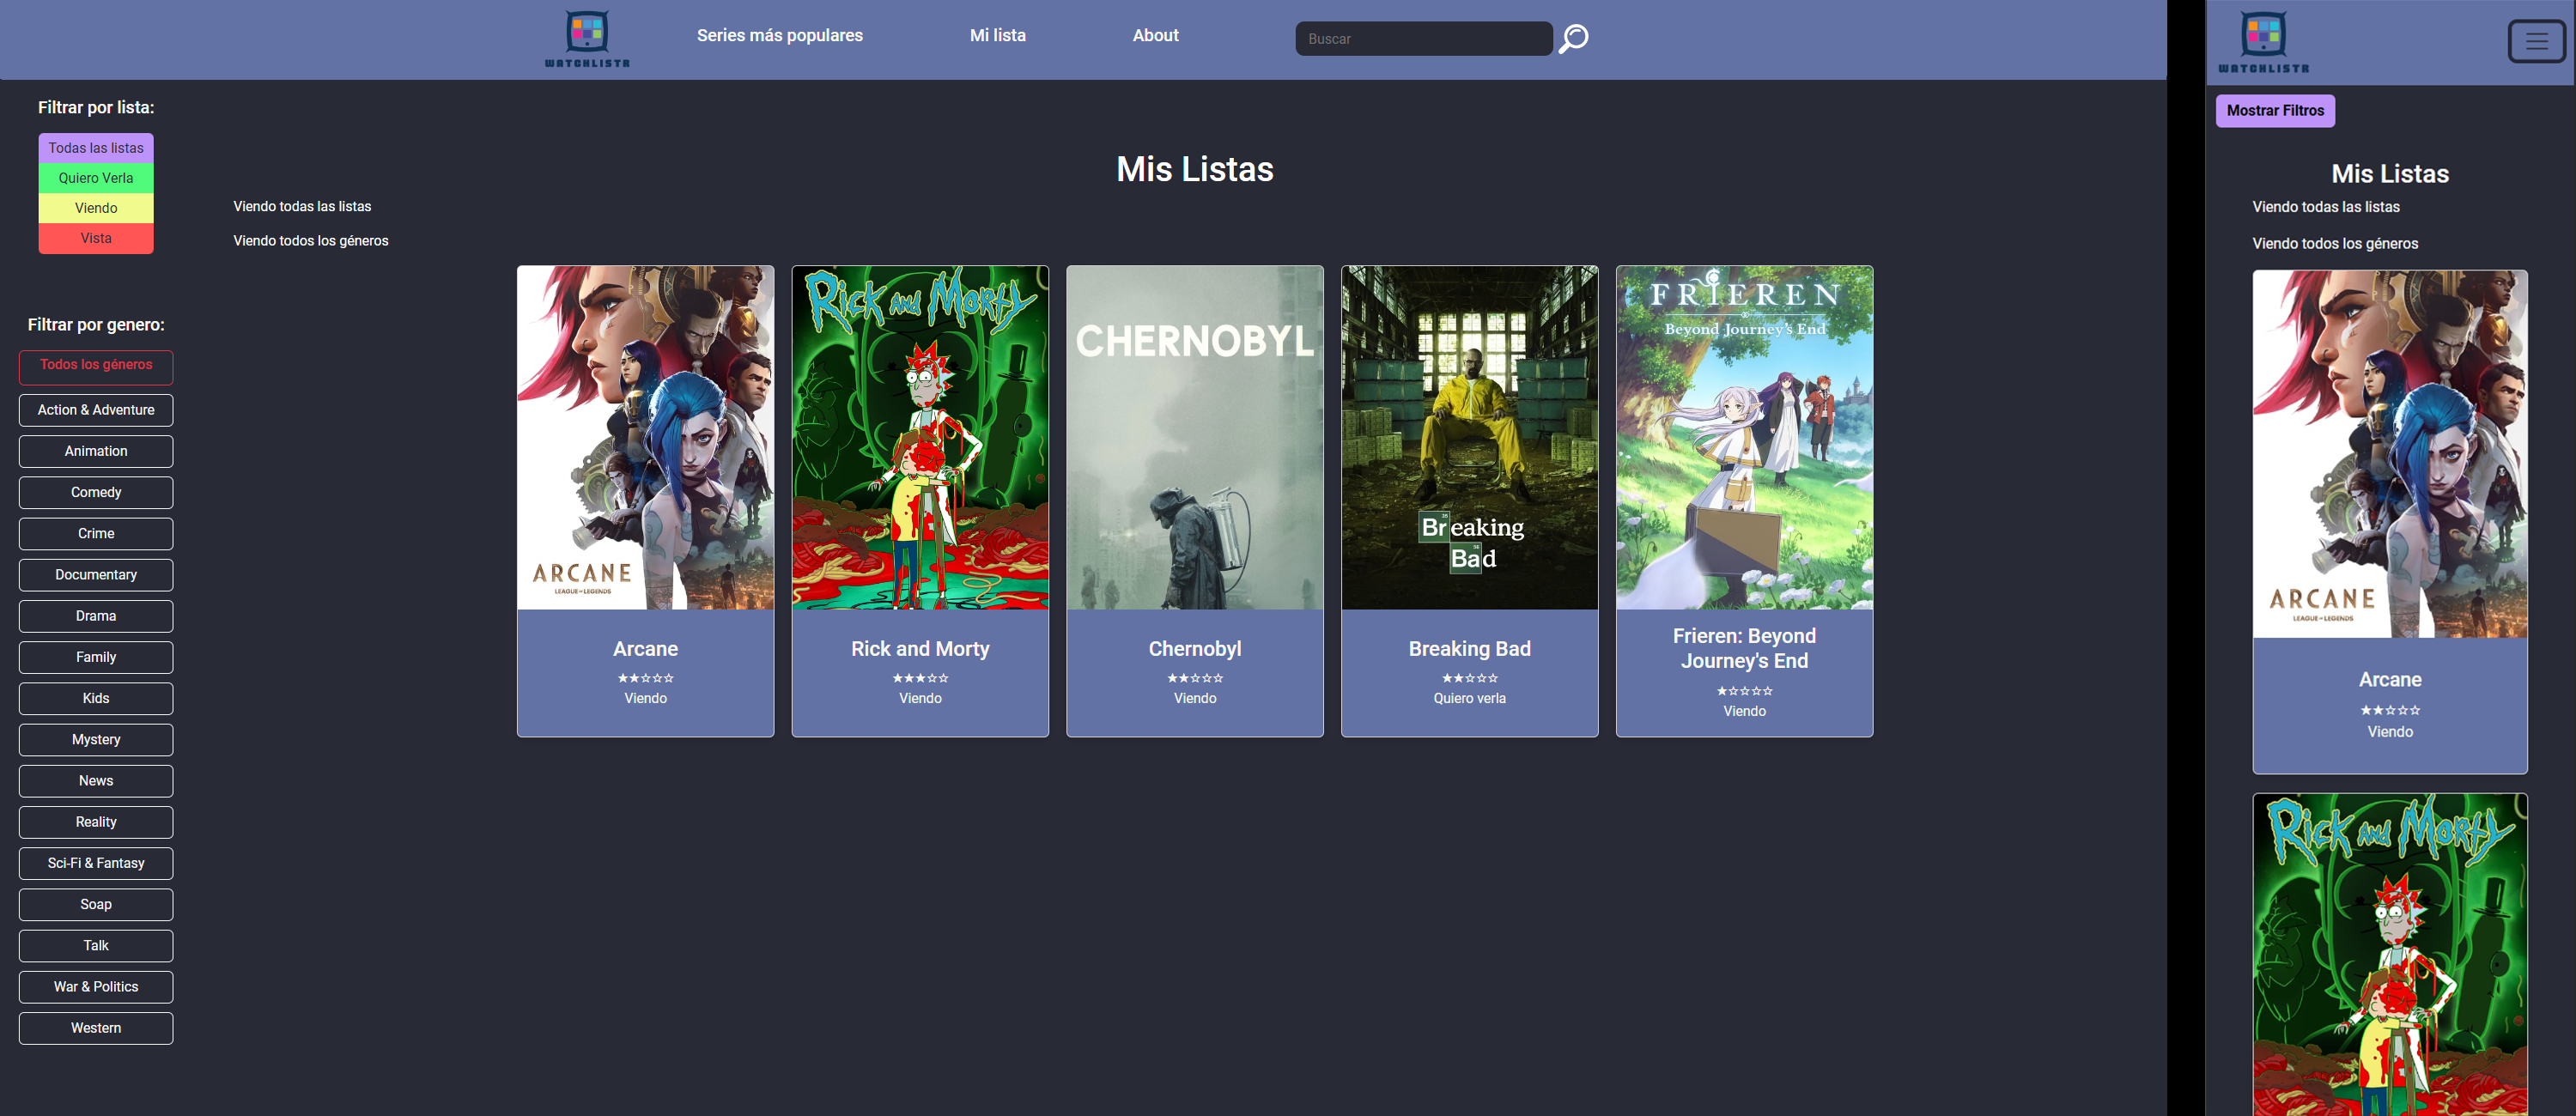 WATCHLISTR
Series más populares
Mi lista
About
Buscar
Filtrar por lista:
Todas las listas
Quiero Verla
Viendo
Vista
Filtrar por genero:
Todos los géneros
Action & Adventure
Animation
Comedy
Crime
Documentary
Drama
Family
Kids
Mystery
News
Reality
Sci-Fi & Fantasy
Soap
Talk
War & Politics
Western
Mis Listas
Viendo todas las listas
Viendo todos los géneros
ARCANE
LEAGUE OF LEGENDS
Arcane
★★☆☆☆
Viendo
RICK AND MORTY
Rick and Morty
★★★☆☆
Viendo
CHERNOBYL
Chernobyl
★★☆☆☆
Viendo
Breaking
Bad
Breaking Bad
★★☆☆☆
Quiero verla
FRIEREN
Beyond Journey's End
Frieren: Beyond
Journey's End
★☆☆☆☆
Viendo
WATCHLISTR
Mostrar Filtros
Mis Listas
Viendo todas las listas
Viendo todos los géneros
ARCANE
LEAGUE OF LEGENDS
Arcane
★★☆☆☆
Viendo
RICK AND MORTY